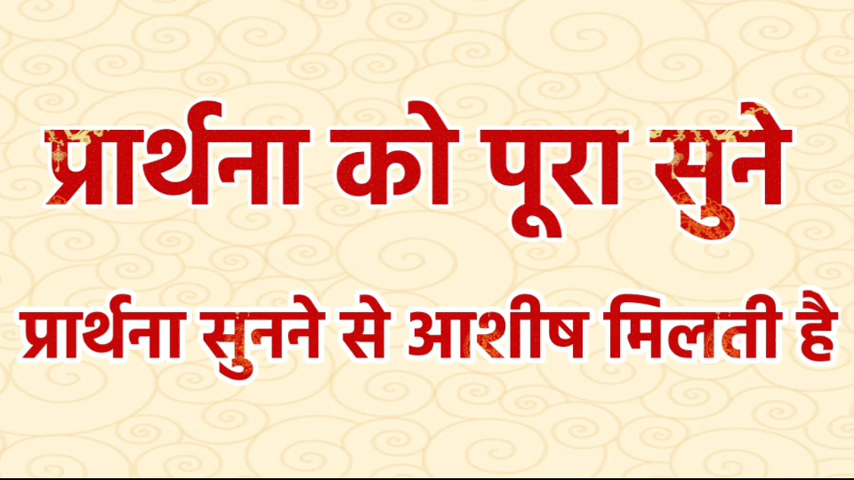 प्रार्थना को पूरा सुने
प्रार्थना सुनने से आशीष मिलती है